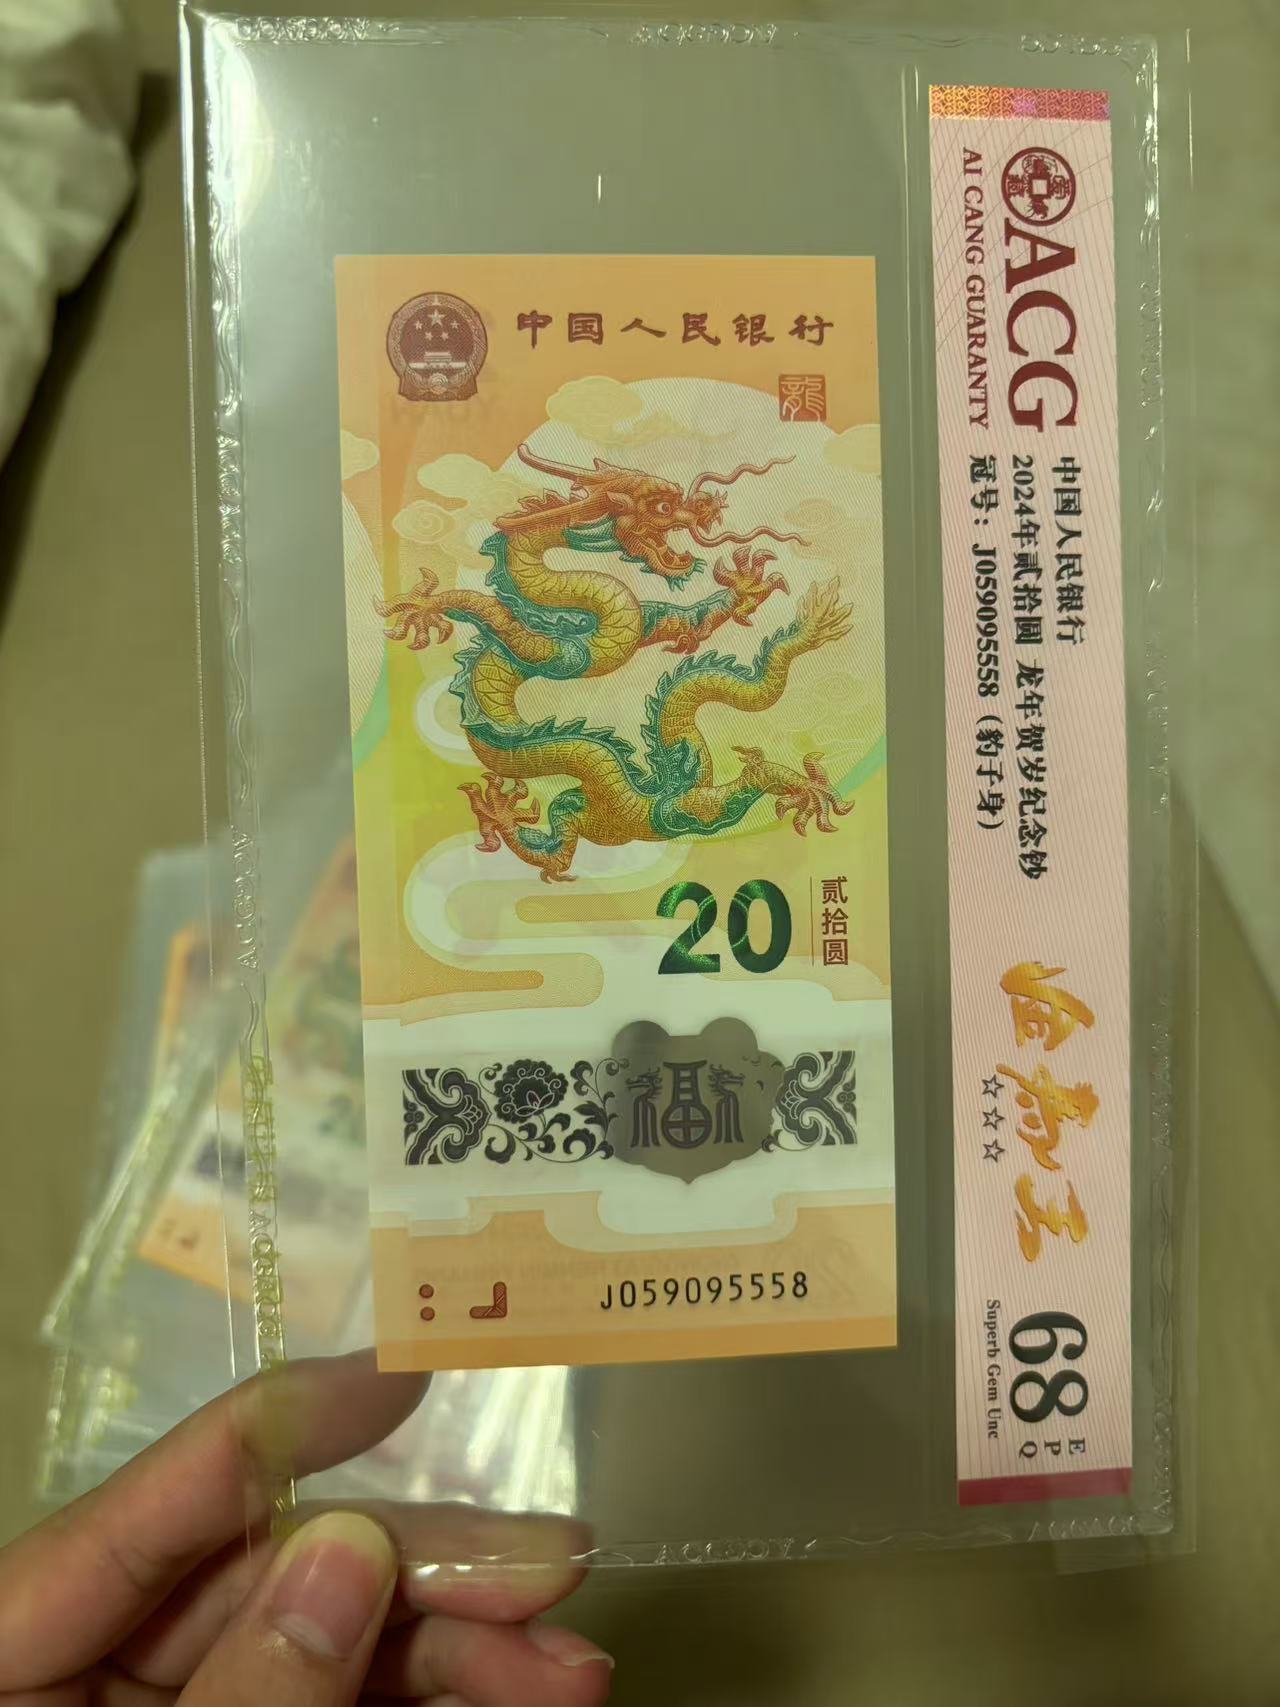 中国人民银行
龍
20
贰拾圆
福
J059095558
ACG
AI CANG GUARANTY
中国人民银行
2024年贰拾圆 龙年贺岁纪念钞
冠号：J059095558（豹子身）
☆☆☆
68
EPQ
Superb Gem Unc